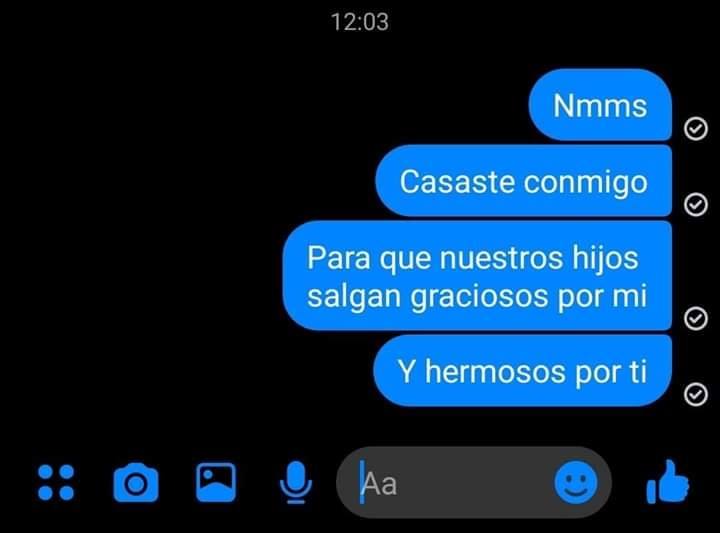 12:03
Nmms
Casaste conmigo
Para que nuestros hijos
salgan graciosos por mi
Y hermosos por ti
Aa